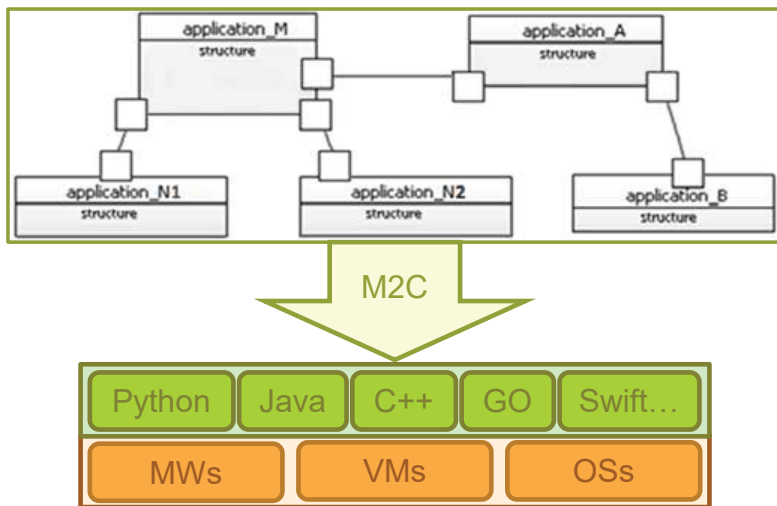 application_M
structure
application_A
structure
application_N1
structure
application_N2
structure
application_B
structure
M2C
Python
Java
C++
GO
Swift...
MWs
VMs
OSs